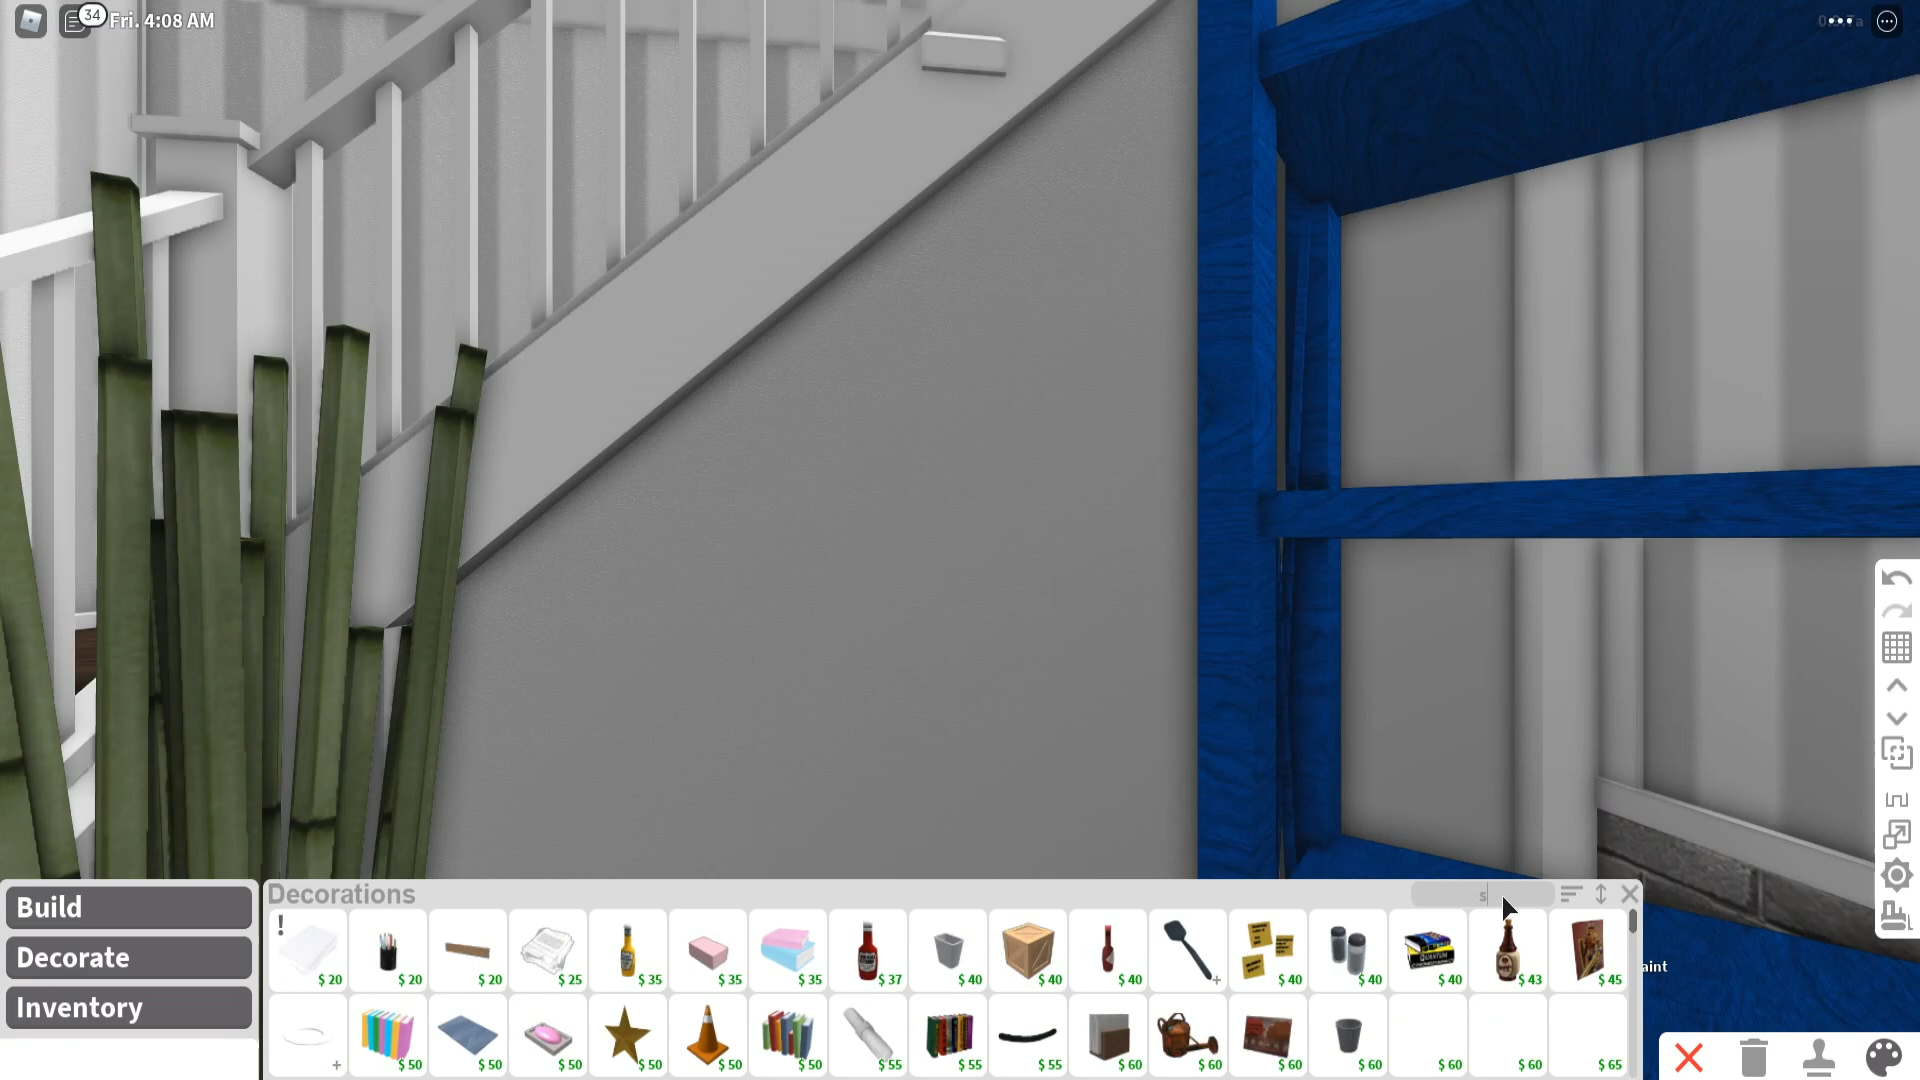 34 Fri. 4:08 AM
Decorations
s
Build
Decorate
Inventory
! $ 20 $ 20 $ 20 $ 25 $ 35 $ 35 $ 35 $ 37 $ 40 $ 40 $ 40 + $ 40 $ 40 $ 40 $ 43 $ 45
aint
+ $ 50 $ 50 $ 50 $ 50 $ 50 $ 50 $ 55 $ 55 $ 55 $ 60 $ 60 $ 60 $ 60 $ 60 $ 60 $ 65